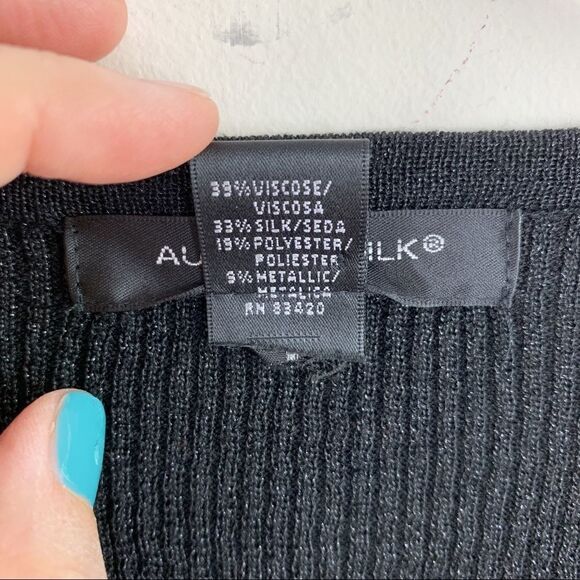 39% VISCOSE/
VISCOSA
33% SILK/SEDA
19% POLYESTER/
POLIESTER
9% METALLIC/
METALICA
RN 83420
AU ILK®